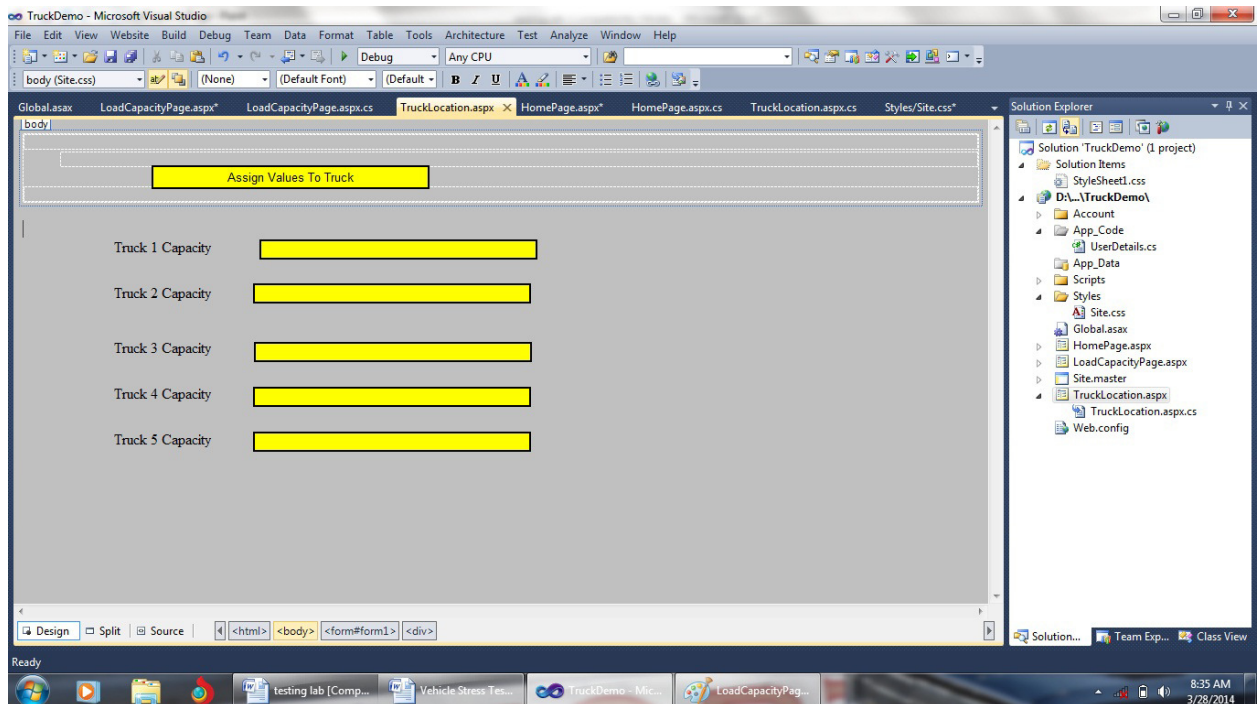 TruckDemo - Microsoft Visual Studio
File Edit View Website Build Debug Team Data Format Table Tools Architecture Test Analyze Window Help
Debug Any CPU
body (Site.css) (None) (Default Font) (Default B I U A
Global.asax LoadCapacityPage.aspx* LoadCapacityPage.aspx.cs TruckLocation.aspx HomePage.aspx* HomePage.aspx.cs TruckLocation.aspx.cs Styles/Site.css*
body
Assign Values To Truck
Truck 1 Capacity
Truck 2 Capacity
Truck 3 Capacity
Truck 4 Capacity
Truck 5 Capacity
Design Split Source <html> <body> <form#form1> <div>
Solution Explorer
Solution 'TruckDemo' (1 project)
Solution Items
StyleSheet1.css
D:\...\TruckDemo\
Account
App_Code
UserDetails.cs
App_Data
Scripts
Styles
Site.css
Global.asax
HomePage.aspx
LoadCapacityPage.aspx
Site.master
TruckLocation.aspx
TruckLocation.aspx.cs
Web.config
Solution... Team Exp... Class View
Ready
testing lab [Comp... Vehicle Stress Tes... TruckDemo - Mic... LoadCapacityPag...
8:35 AM
3/28/2014